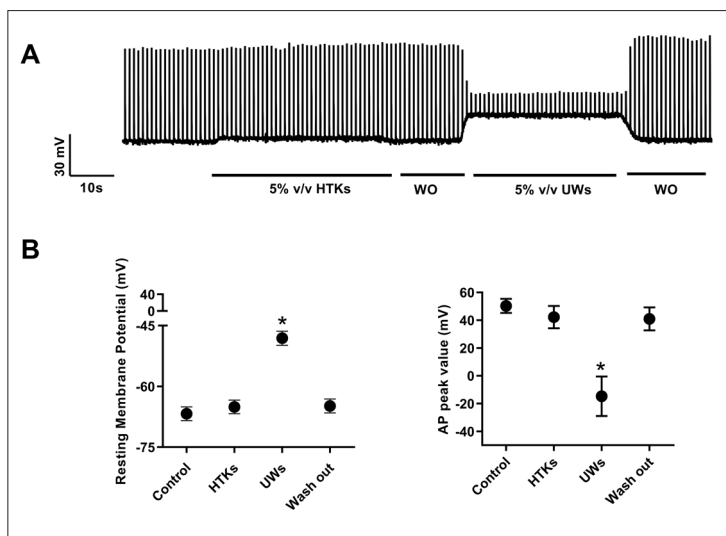 A
30 mV
10s
5% v/v HTKs
WO
5% v/v UWs
WO
B
Resting Membrane Potential (mV)
40
0
-45
-60
-75
*
Control
HTKs
UWs
Wash out
AP peak value (mV)
60
40
20
0
-20
-40
*
Control
HTKs
UWs
Wash out